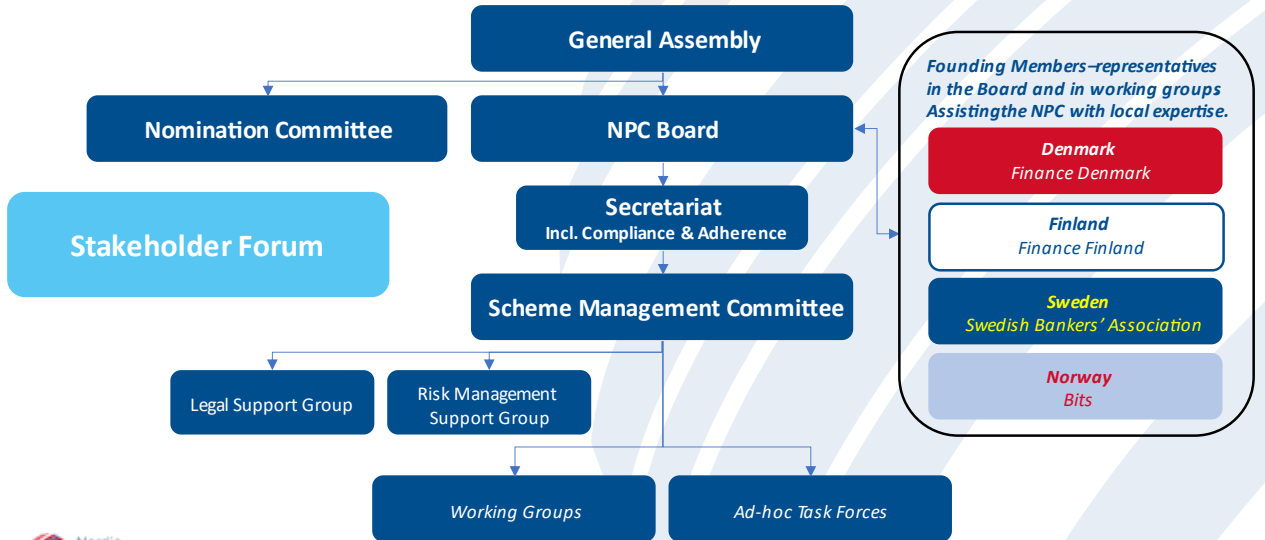 General Assembly
Nomination Committee
NPC Board
Secretariat
Incl. Compliance & Adherence
Stakeholder Forum
Scheme Management Committee
Legal Support Group
Risk Management
Support Group
Working Groups
Ad-hoc Task Forces
Founding Members–representatives
in the Board and in working groups
Assistingthe NPC with local expertise.
Denmark
Finance Denmark
Finland
Finance Finland
Sweden
Swedish Bankers’ Association
Norway
Bits